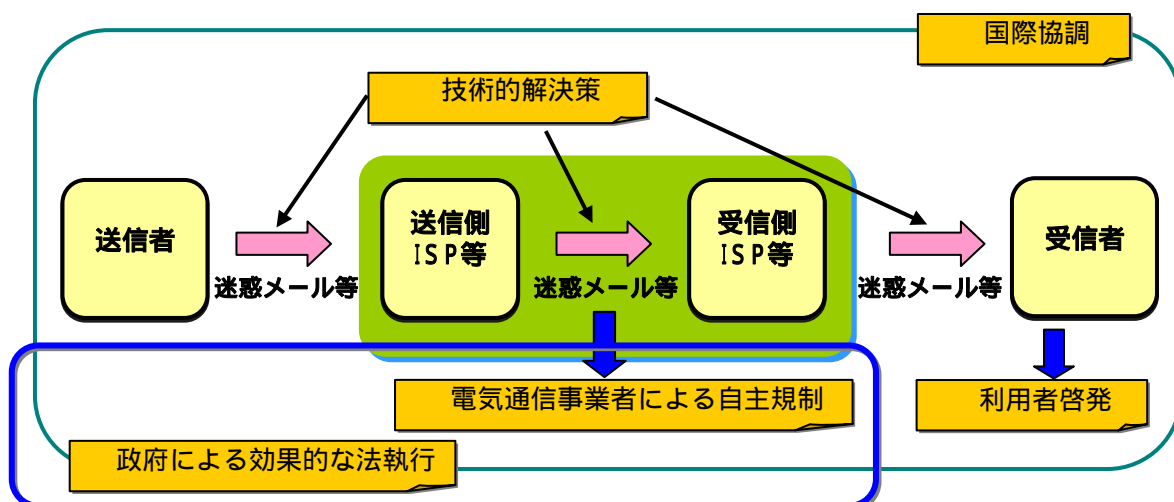 国際協調
技術的解決策
送信者
送信側
ISP等
受信側
ISP等
受信者
迷惑メール等
迷惑メール等
迷惑メール等
電気通信事業者による自主規制
利用者啓発
政府による効果的な法執行